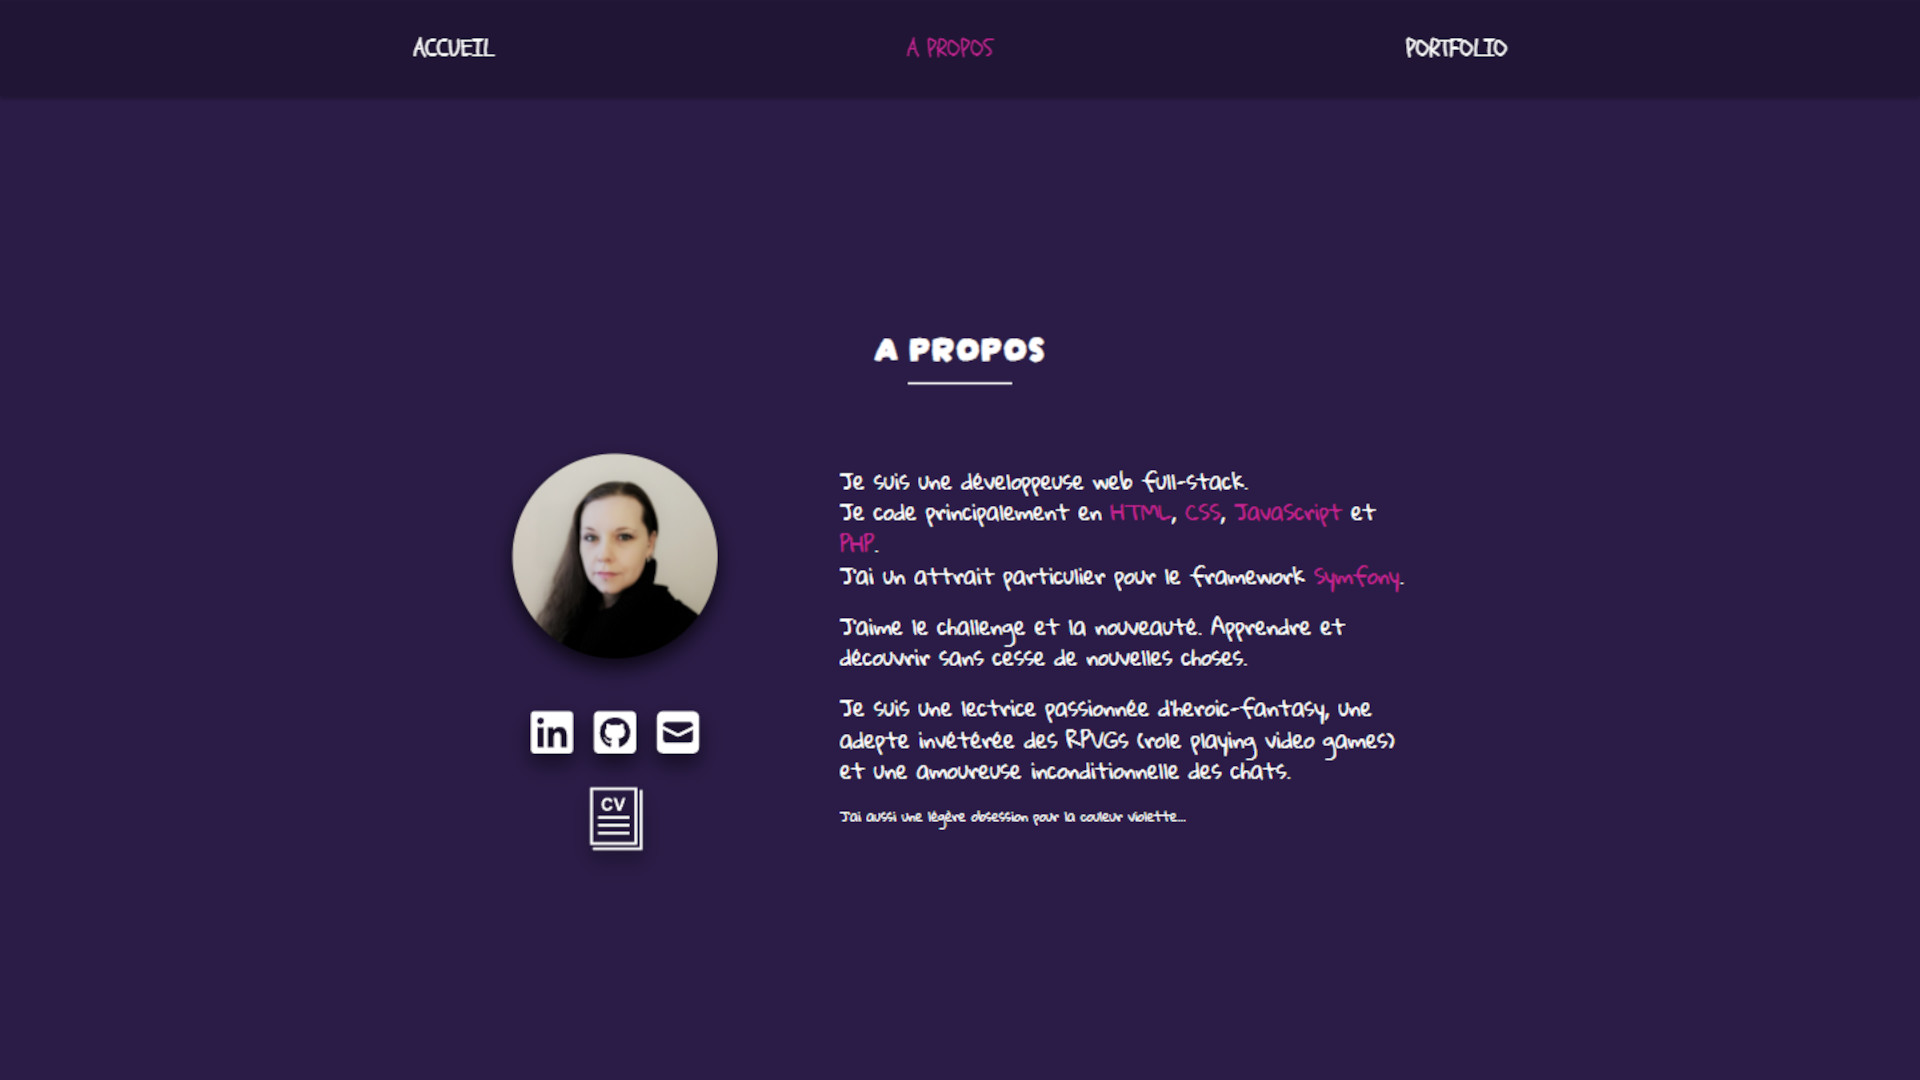 ACCUEIL
A PROPOS
PORTFOLIO
A PROPOS
Je suis une développeuse web full-stack.
Je code principalement en HTML, CSS, JavaScript et
PHP.
J'ai un attrait particulier pour le framework Symfony.
J'aime le challenge et la nouveauté. Apprendre et
découvrir sans cesse de nouvelles choses.
Je suis une lectrice passionnée d'heroic-fantasy, une
adepte invétérée des RPVGs (role playing video games)
et une amoureuse inconditionnelle des chats.
J'ai aussi une légère obsession pour la couleur violette...
in
CV